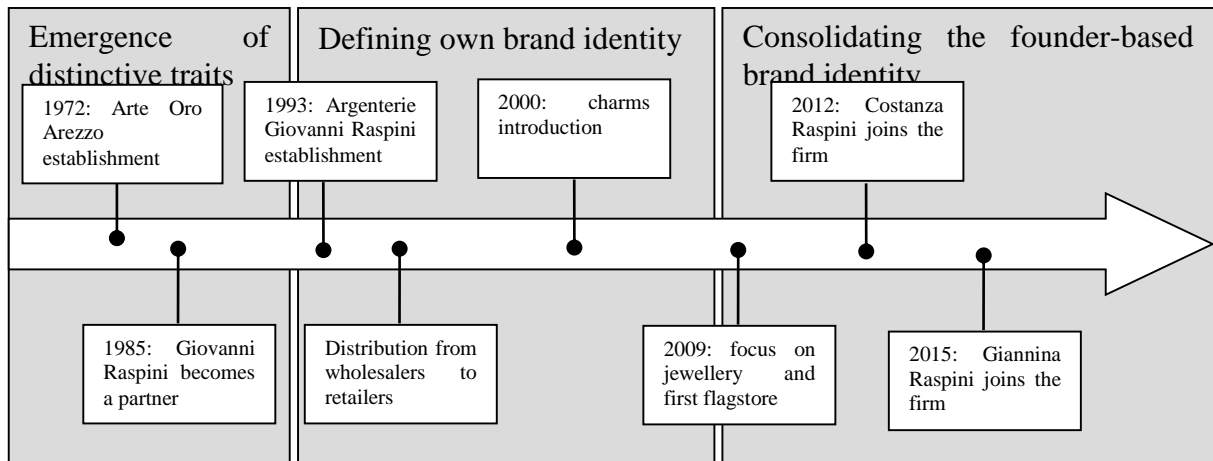 Emergence of
distinctive traits
Defining own brand identity
Consolidating the founder-based
brand identity
1972: Arte Oro
Arezzo
establishment
1993: Argenterie
Giovanni Raspini
establishment
2000: charms
introduction
2012: Costanza
Raspini joins the
firm
1985: Giovanni
Raspini becomes
a partner
Distribution from
wholesalers to
retailers
2009: focus on
jewellery and
first flagstore
2015: Giannina
Raspini joins the
firm